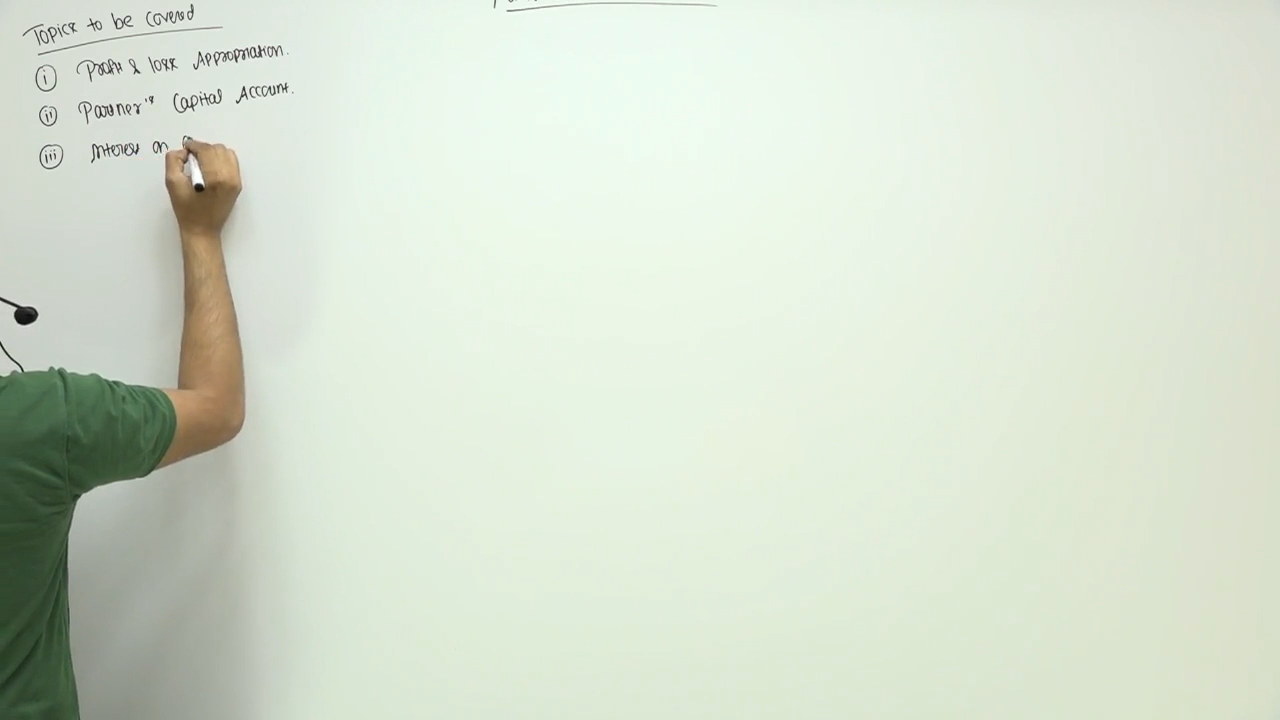 Topics to be covered
(i) Profit & loss Appropriation.
(ii) Partner's Capital Account.
(iii) Interest on